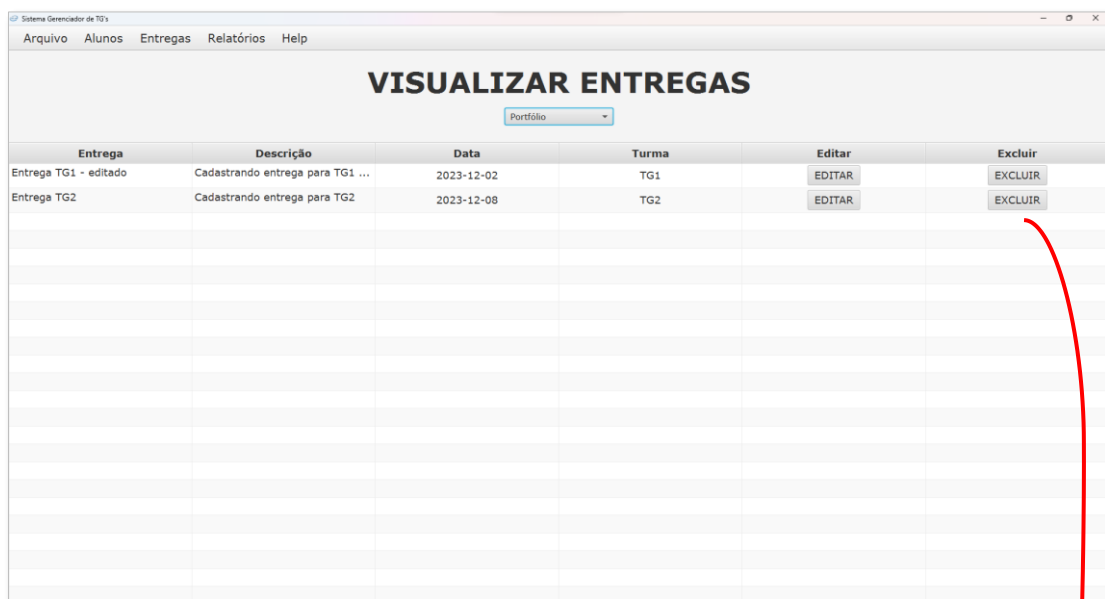 Sistema Gerenciador de TG's
Arquivo Alunos Entregas Relatórios Help
VISUALIZAR ENTREGAS
Portfólio
Entrega Descrição Data Turma Editar Excluir
Entrega TG1 - editado Cadastrando entrega para TG1 ... 2023-12-02 TG1 EDITAR EXCLUIR
Entrega TG2 Cadastrando entrega para TG2 2023-12-08 TG2 EDITAR EXCLUIR